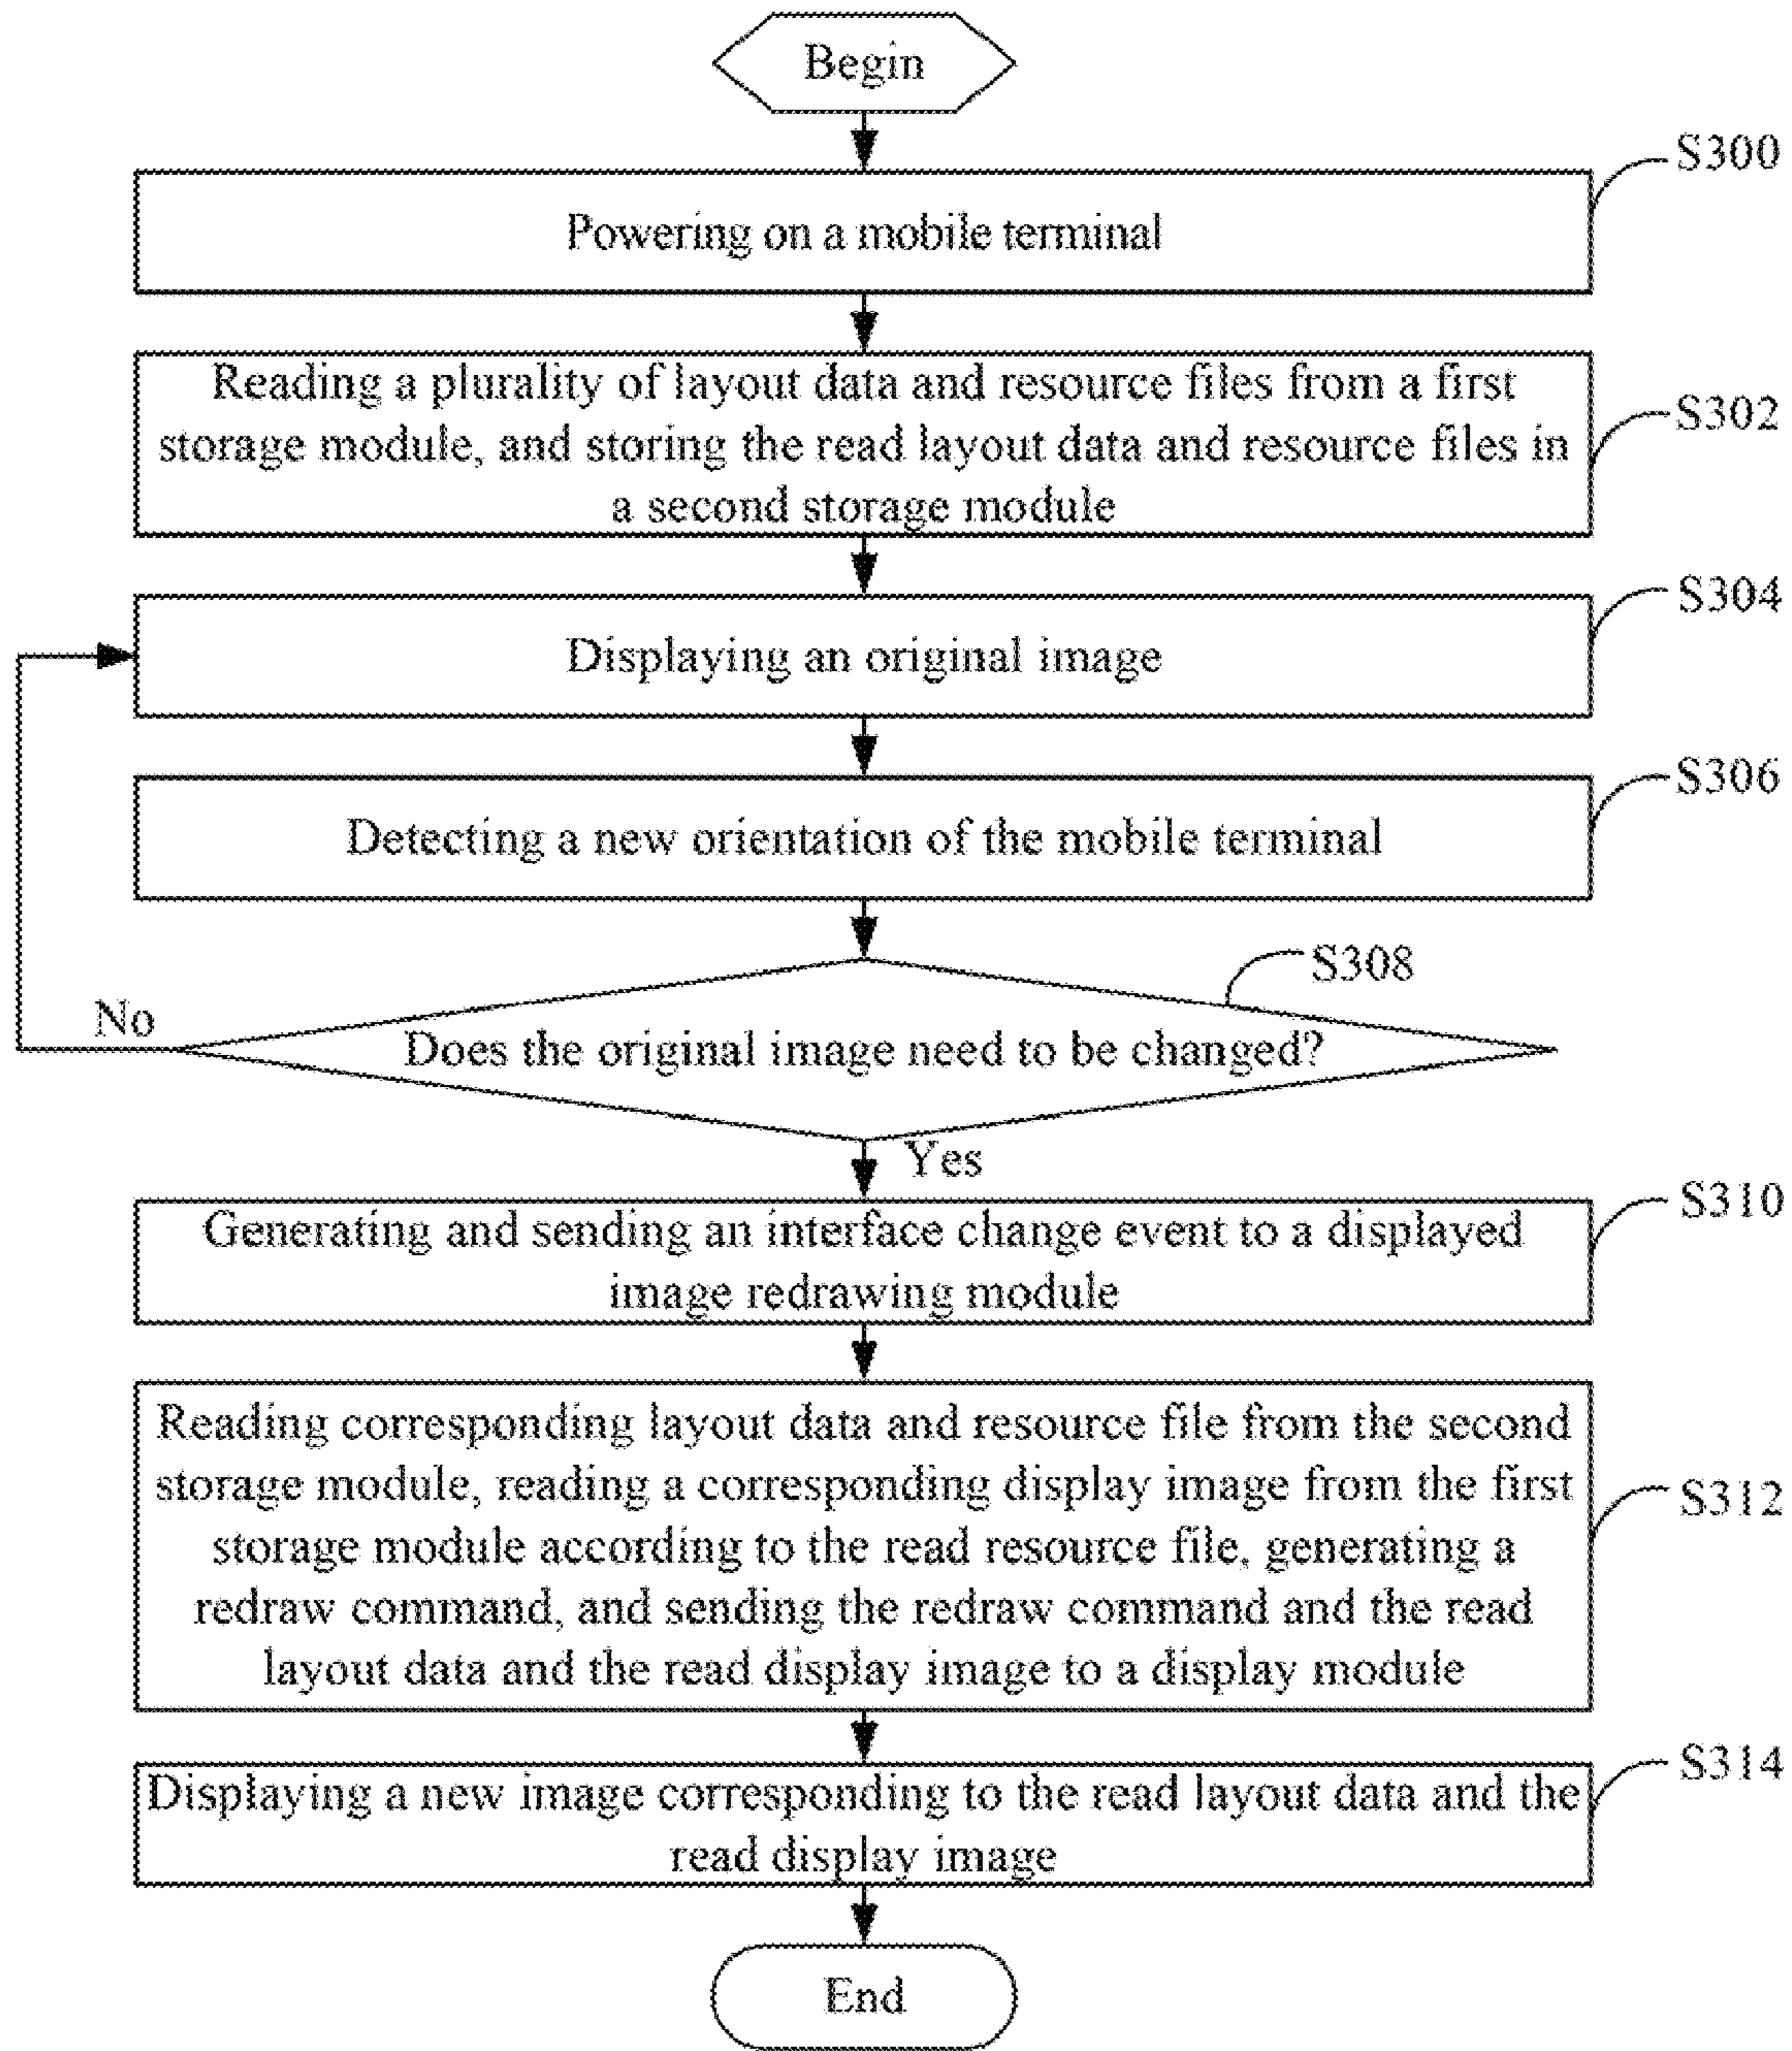 Begin
S300
Powering on a mobile terminal
Reading a plurality of layout data and resource files from a first
storage module, and storing the read layout data and resource files in
a second storage module
S302
S304
Displaying an original image
S306
Detecting a new orientation of the mobile terminal
S308
No
Does the original image need to be changed?
Yes
S310
Generating and sending an interface change event to a displayed
image redrawing module
Reading corresponding layout data and resource file from the second
storage module, reading a corresponding display image from the first
storage module according to the read resource file, generating a
redraw command, and sending the redraw command and the read
layout data and the read display image to a display module
S312
S314
Displaying a new image corresponding to the read layout data and the
read display image
End